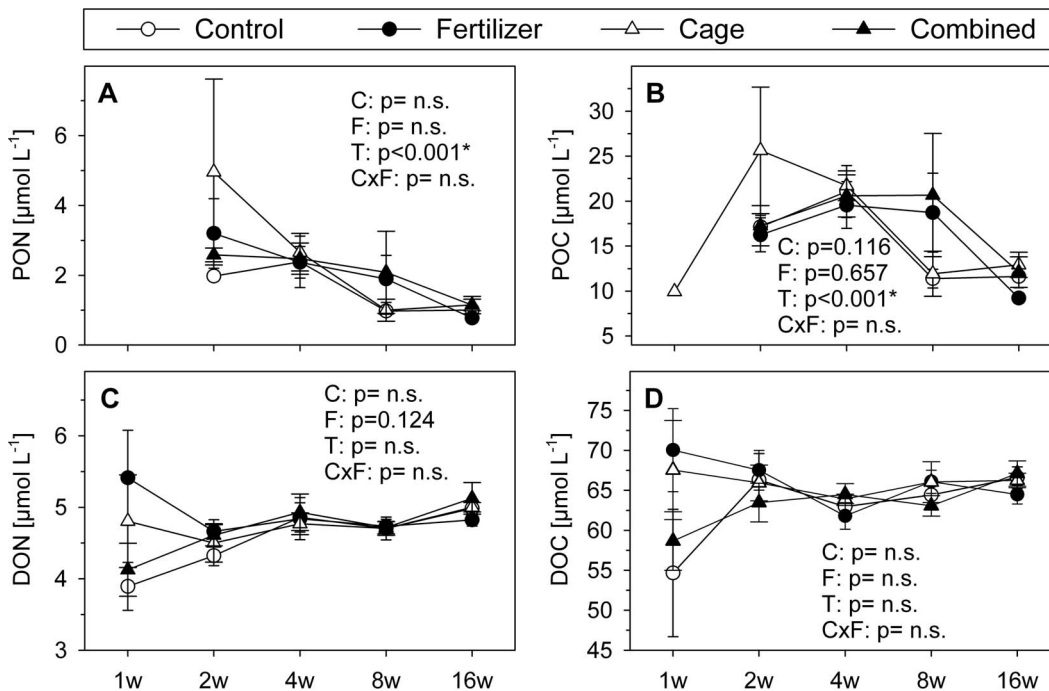 Control Fertilizer Cage Combined
A
C: p= n.s.
F: p= n.s.
T: p<0.001*
CxF: p= n.s.
PON [µmol L⁻¹]
6
4
2
0
B
C: p=0.116
F: p=0.657
T: p<0.001*
CxF: p= n.s.
POC [µmol L⁻¹]
30
25
20
15
10
5
C
C: p= n.s.
F: p=0.124
T: p= n.s.
CxF: p= n.s.
DON [µmol L⁻¹]
6
5
4
3
1w 2w 4w 8w 16w
D
C: p= n.s.
F: p= n.s.
T: p= n.s.
CxF: p= n.s.
DOC [µmol L⁻¹]
75
70
65
60
55
50
45
1w 2w 4w 8w 16w